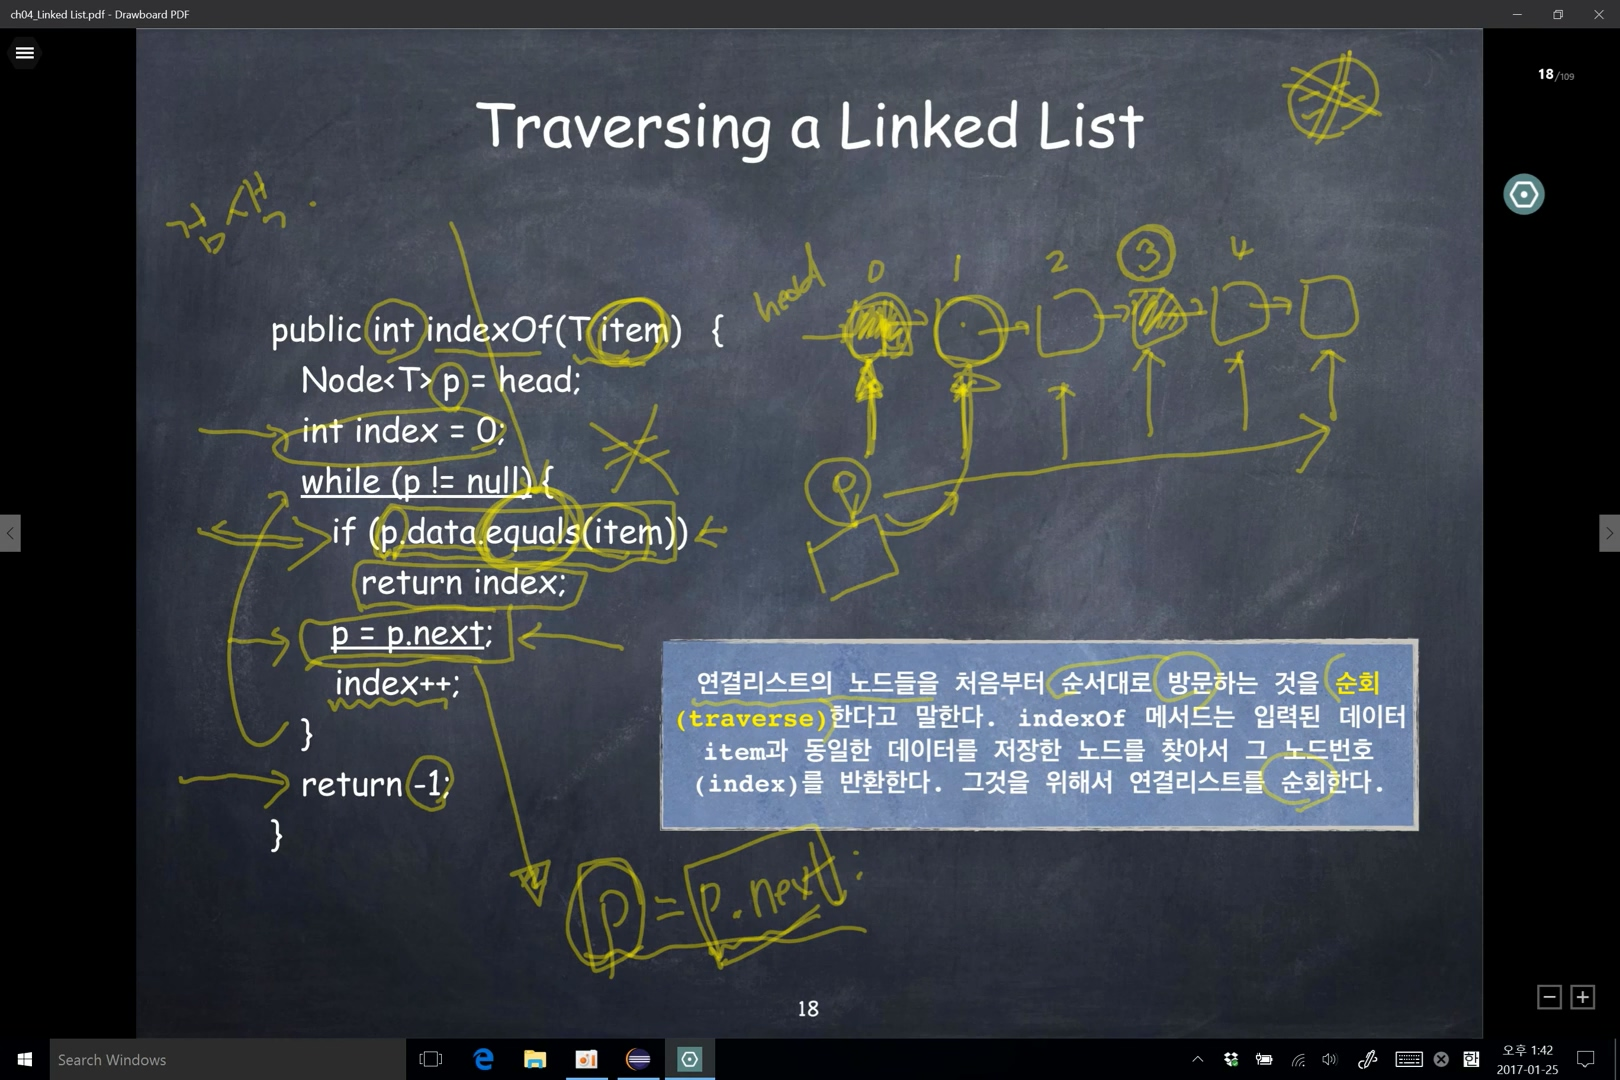 ch04_Linked List.pdf - Drawboard PDF
18/109
Traversing a Linked List
검색.
public int indexOf(T item) {
Node<T> p = head;
int index = 0;
while (p != null) {
if (p.data.equals(item))
return index;
p = p.next;
index++;
}
return -1;
}
head 0 1 2 3 4
p
연결리스트의 노드들을 처음부터 순서대로 방문하는 것을 순회
(traverse)한다고 말한다. indexOf 메서드는 입력된 데이터
item과 동일한 데이터를 저장한 노드를 찾아서 그 노드번호
(index)를 반환한다. 그것을 위해서 연결리스트를 순회한다.
p = p.next;
18
Search Windows
한
오후 1:42
2017-01-25